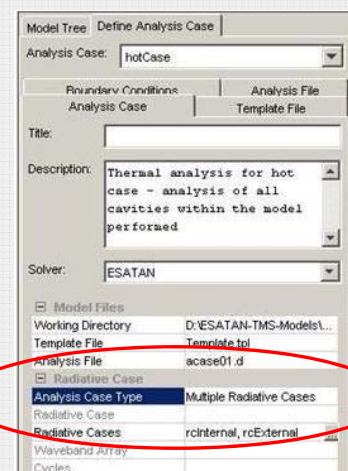 Model Tree Define Analysis Case
Analysis Case: hotCase
Boundary Conditions Analysis File
Analysis Case Template File
Title:
Description: Thermal analysis for hot
case - analysis of all
cavities within the model
performed
Solver: ESATAN
Model Files
Working Directory D:\ESATAN-TMS-Models\...
Template File Template.tpl
Analysis File acase01.d
Radiative Case
Analysis Case Type Multiple Radiative Cases
Radiative Case
Radiative Cases rcInternal, rcExternal ...
Waveband Array
Cycles